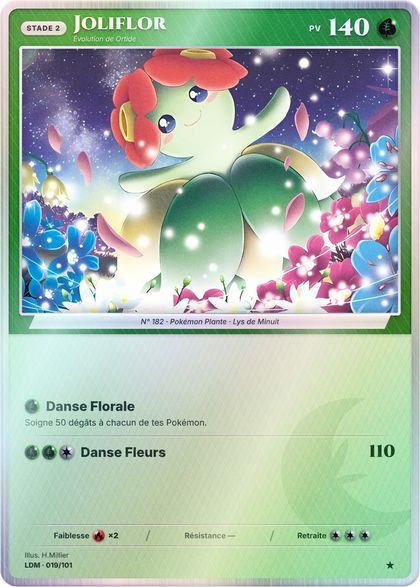 STADE 2
JOLIFLOR
Évolution de Ortide
PV 140
N° 182 - Pokémon Plante - Lys de Minuit
Danse Florale
Soigne 50 dégâts à chacun de tes Pokémon.
Danse Fleurs 110
Faiblesse ×2 / Résistance — / Retraite
Illus. H.Millier
LDM · 019/101